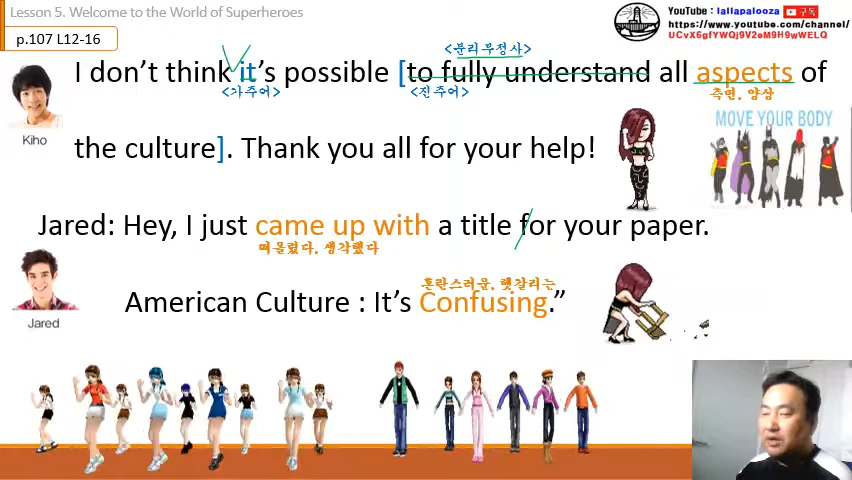 Lesson 5. Welcome to the World of Superheroes
YouTube : lallapalooza 구독
https://www.youtube.com/channel/
UCvX6gfYWQj9V2eM9H9wWELQ
p.107 L12-16
<분리부정사>
I don't think it's possible [to fully understand all aspects of
<가주어> <진주어> 측면. 양상
Kiho
the culture]. Thank you all for your help!
MOVE YOUR BODY
Jared: Hey, I just came up with a title for your paper.
떠올렸다. 생각했다
혼란스러운, 헷갈리는
American Culture : It's Confusing."
Jared